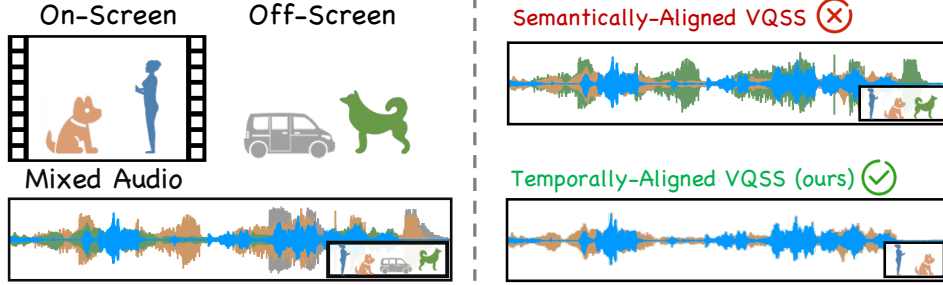 On-Screen
Off-Screen
Mixed Audio
Semantically-Aligned VQSS
Temporally-Aligned VQSS (ours)